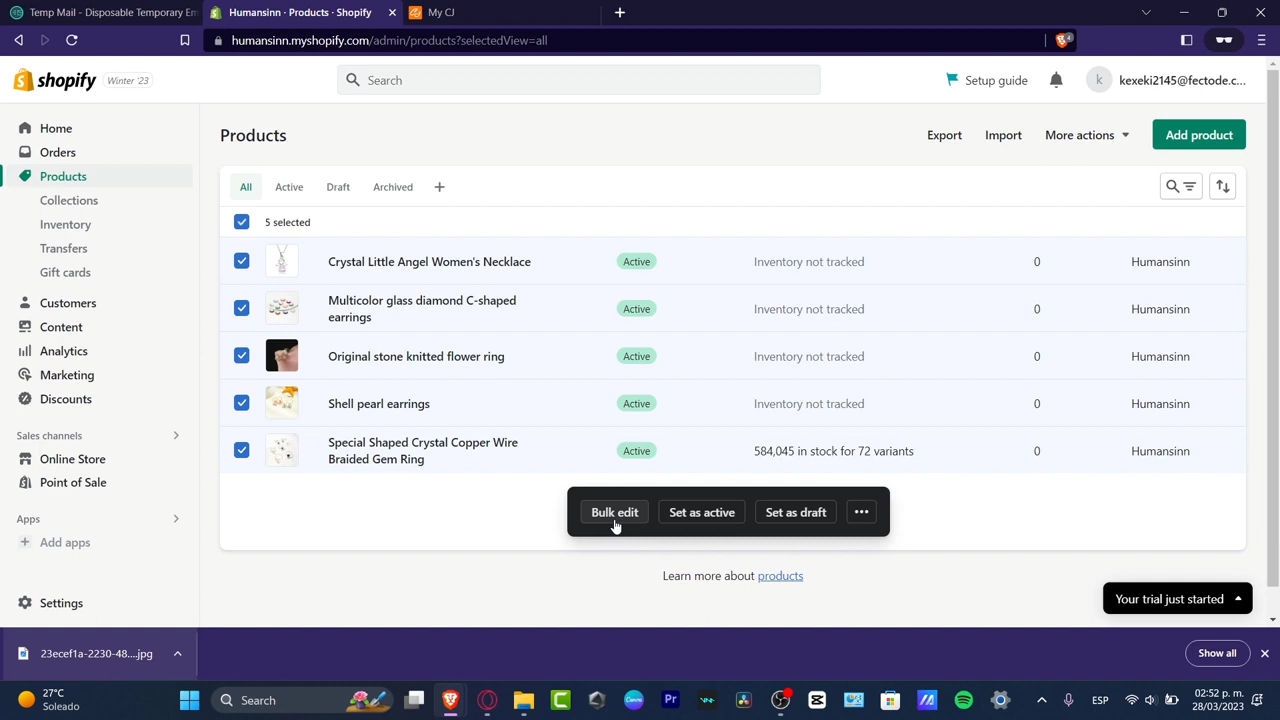 Temp Mail - Disposable Temporary Em
Humansinn · Products · Shopify
My CJ
humansinn.myshopify.com/admin/products?selectedView=all
4
shopify
Winter '23
Search
Setup guide
k
kexeki2145@fectode.c...
Home
Orders
Products
Collections
Inventory
Transfers
Gift cards
Customers
Content
Analytics
Marketing
Discounts
Sales channels
Online Store
Point of Sale
Apps
Add apps
Settings
Products
Export
Import
More actions
Add product
All
Active
Draft
Archived
5 selected
Crystal Little Angel Women's Necklace
Active
Inventory not tracked
0
Humansinn
Multicolor glass diamond C-shaped
earrings
Active
Inventory not tracked
0
Humansinn
Original stone knitted flower ring
Active
Inventory not tracked
0
Humansinn
Shell pearl earrings
Active
Inventory not tracked
0
Humansinn
Special Shaped Crystal Copper Wire
Braided Gem Ring
Active
584,045 in stock for 72 variants
0
Humansinn
Bulk edit
Set as active
Set as draft
Learn more about products
Your trial just started
23ecef1a-2230-48....jpg
Show all
27°C
Soleado
Search
Pr
ESP
02:52 p. m.
28/03/2023